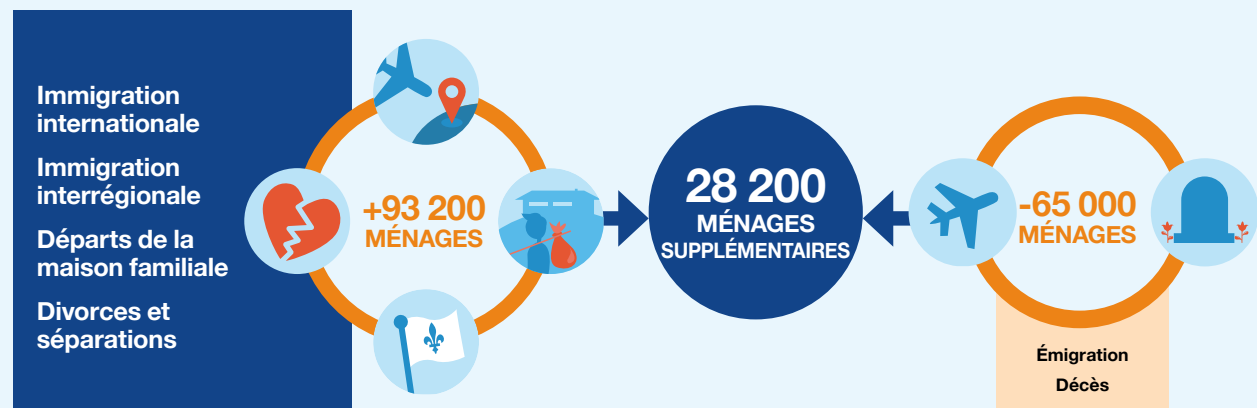 Immigration
internationale
Immigration
interrégionale
Départs de la
maison familiale
Divorces et
séparations
+93 200
MÉNAGES
28 200
MÉNAGES
SUPPLÉMENTAIRES
-65 000
MÉNAGES
Émigration
Décès